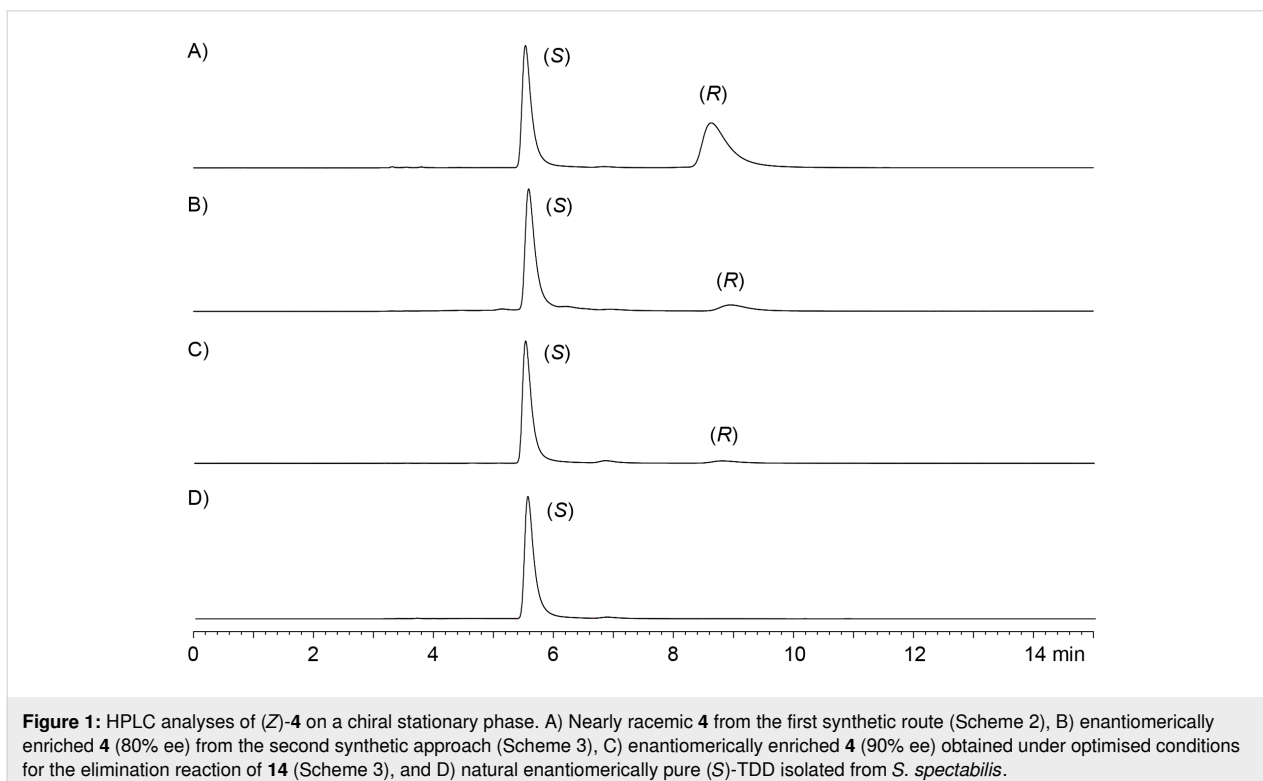 A)
(S)
(R)
B)
(S)
(R)
C)
(S)
(R)
D)
(S)
0 2 4 6 8 10 12 14 min
Figure 1: HPLC analyses of (Z)-4 on a chiral stationary phase. A) Nearly racemic 4 from the first synthetic route (Scheme 2), B) enantiomerically
enriched 4 (80% ee) from the second synthetic approach (Scheme 3), C) enantiomerically enriched 4 (90% ee) obtained under optimised conditions
for the elimination reaction of 14 (Scheme 3), and D) natural enantiomerically pure (S)-TDD isolated from S. spectabilis.